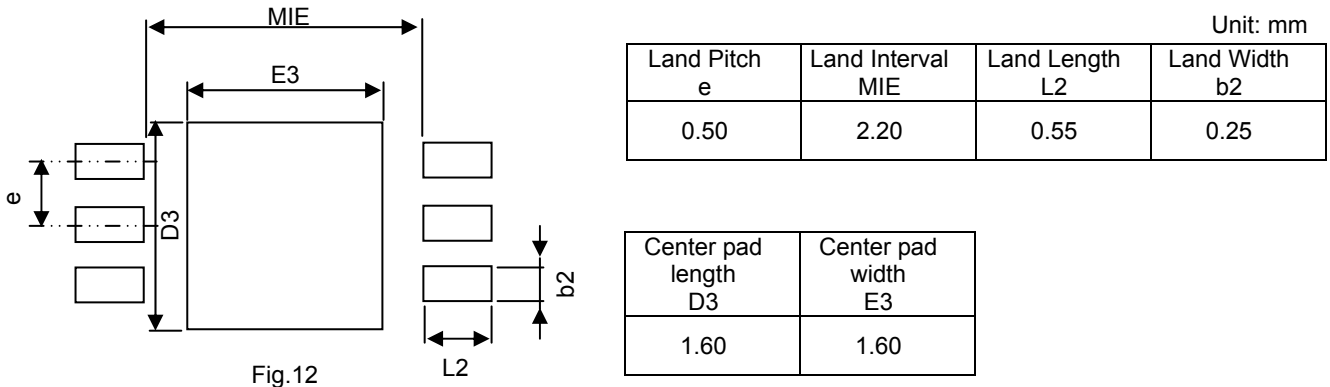 MIE
E3
e
D3
b2
L2
Fig.12
Unit: mm
Land Pitch e Land Interval MIE Land Length L2 Land Width b2
0.50 2.20 0.55 0.25
Center pad length D3 Center pad width E3
1.60 1.60